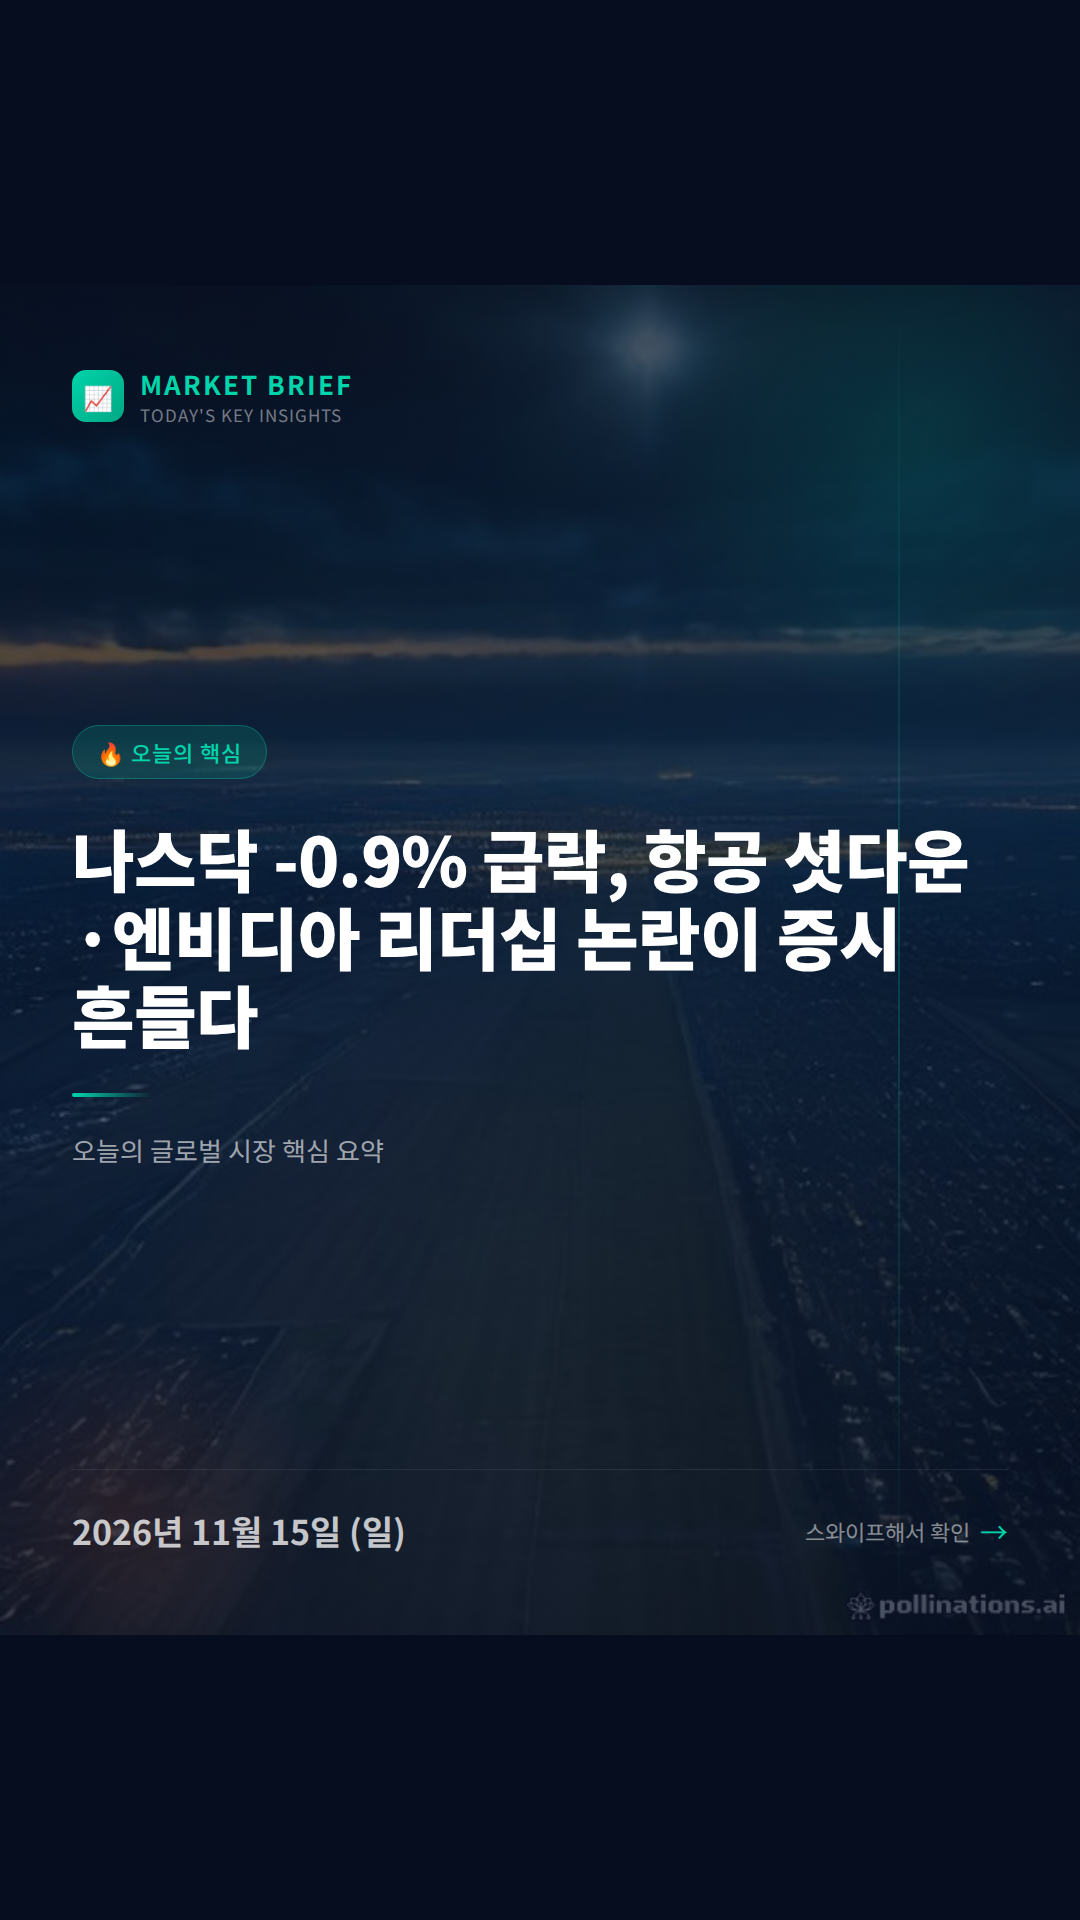 MARKET BRIEF
TODAY'S KEY INSIGHTS
🔥 오늘의 핵심
나스닥 -0.9% 급락, 항공 셧다운
·엔비디아 리더십 논란이 증시
흔들다
오늘의 글로벌 시장 핵심 요약
2026년 11월 15일 (일)
스와이프해서 확인 →
pollinations.ai